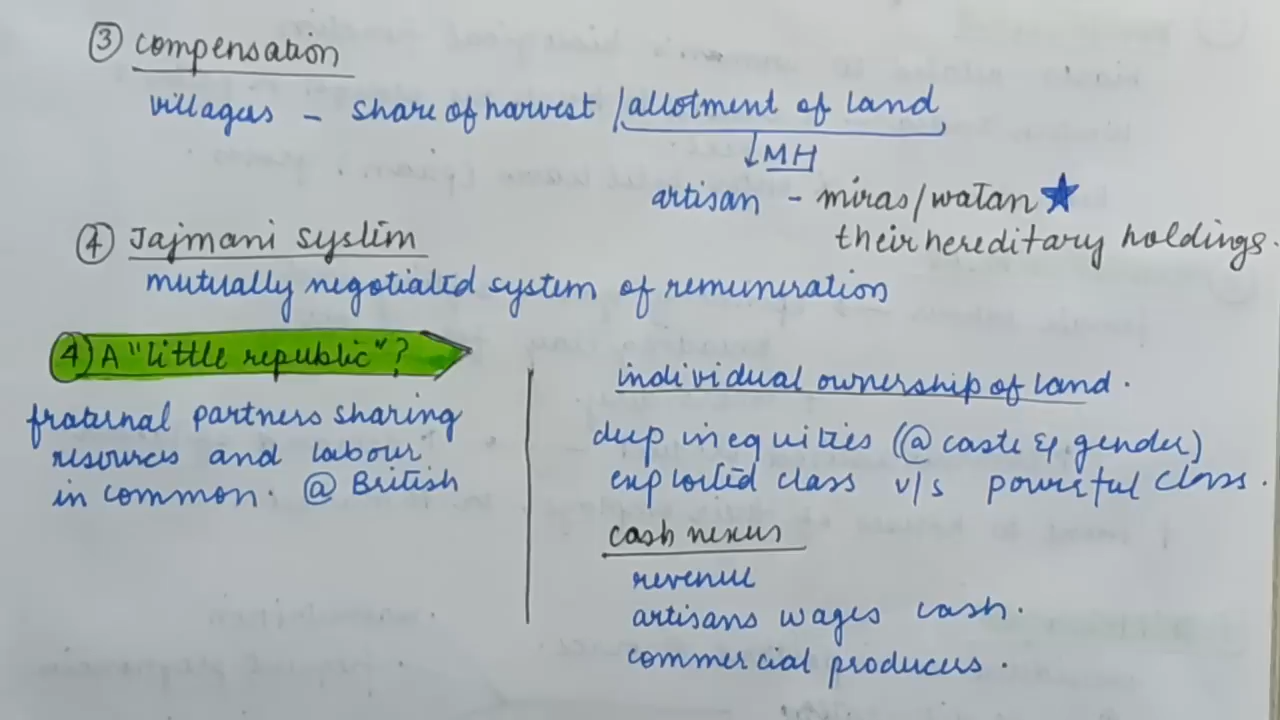 ③ compensation
villagers - share of harvest / allotment of land
↓ MH
artisan - miras/watan ★
their hereditary holdings.
④ Jajmani system
mutually negotiated system of remuneration
④ A "little republic"?
fraternal partners sharing
resources and labour
in common. @ British
individual ownership of land.
deep inequities (@ caste & gender)
exploited class v/s powerful class.
cash nexus
revenue
artisans wages cash.
commercial producers.